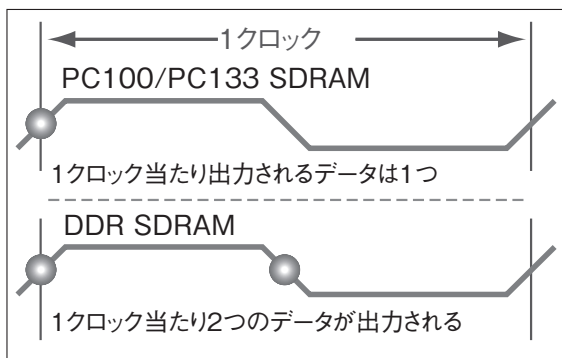 1クロック
PC100/PC133 SDRAM
1クロック当たり出力されるデータは1つ
DDR SDRAM
1クロック当たり2つのデータが出力される